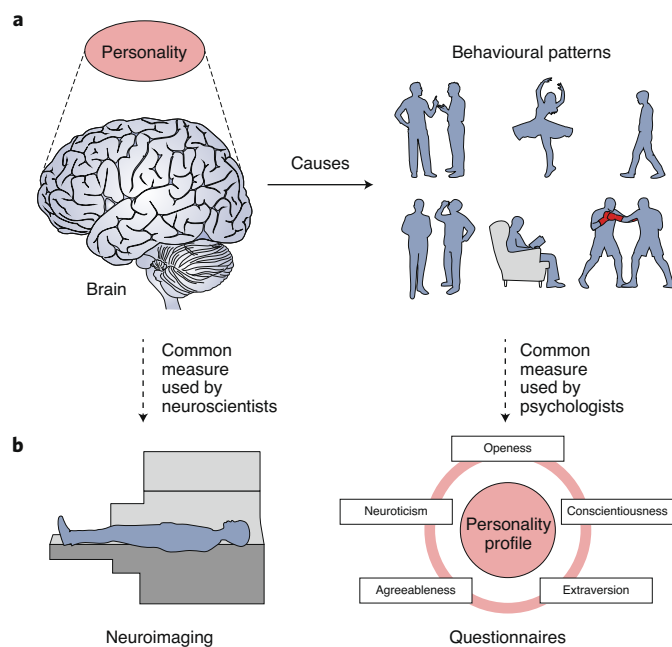 a
Personality
Behavioural patterns
Causes
Brain
Common
measure
used by
neuroscientists
Common
measure
used by
psychologists
b
Openess
Neuroticism
Conscientiousness
Personality
profile
Agreeableness
Extraversion
Neuroimaging
Questionnaires